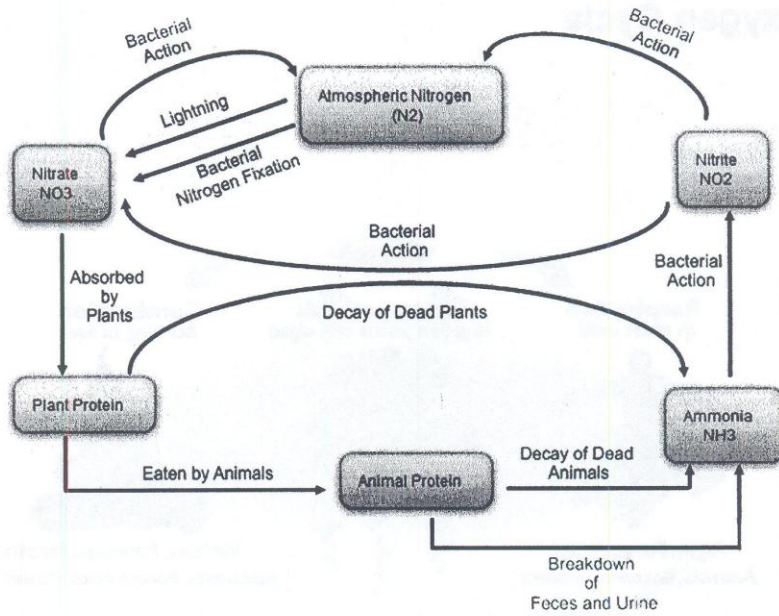 xygen Cycle
Bacterial
Action
Bacterial
Action
Atmospheric Nitrogen
(N2)
Lightning
Bacterial
Nitrogen Fixation
Nitrate
NO3
Nitrite
NO2
Bacterial
Action
Bacterial
Action
Absorbed
by
Plants
Decay of Dead Plants
Plant Protein
Ammonia
NH3
Eaten by Animals
Animal Protein
Decay of Dead
Animals
Breakdown
of
Feces and Urine